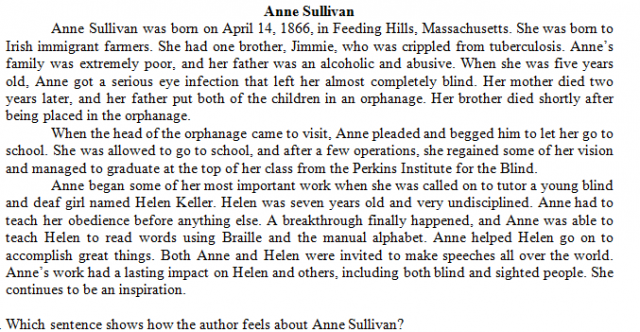 Anne Sullivan
Anne Sullivan was born on April 14, 1866, in Feeding Hills, Massachusetts. She was born to
Irish immigrant farmers. She had one brother, Jimmie, who was crippled from tuberculosis. Anne's
family was extremely poor, and her father was an alcoholic and abusive. When she was five years
old, Anne got a serious eye infection that left her almost completely blind. Her mother died two
years later, and her father put both of the children in an orphanage. Her brother died shortly after
being placed in the orphanage.
When the head of the orphanage came to visit, Anne pleaded and begged him to let her go to
school. She was allowed to go to school, and after a few operations, she regained some of her vision
and managed to graduate at the top of her class from the Perkins Institute for the Blind.
Anne began some of her most important work when she was called on to tutor a young blind
and deaf girl named Helen Keller. Helen was seven years old and very undisciplined. Anne had to
teach her obedience before anything else. A breakthrough finally happened, and Anne was able to
teach Helen to read words using Braille and the manual alphabet. Anne helped Helen go on to
accomplish great things. Both Anne and Helen were invited to make speeches all over the world.
Anne's work had a lasting impact on Helen and others, including both blind and sighted people. She
continues to be an inspiration.
. Which sentence shows how the author feels about Anne Sullivan?